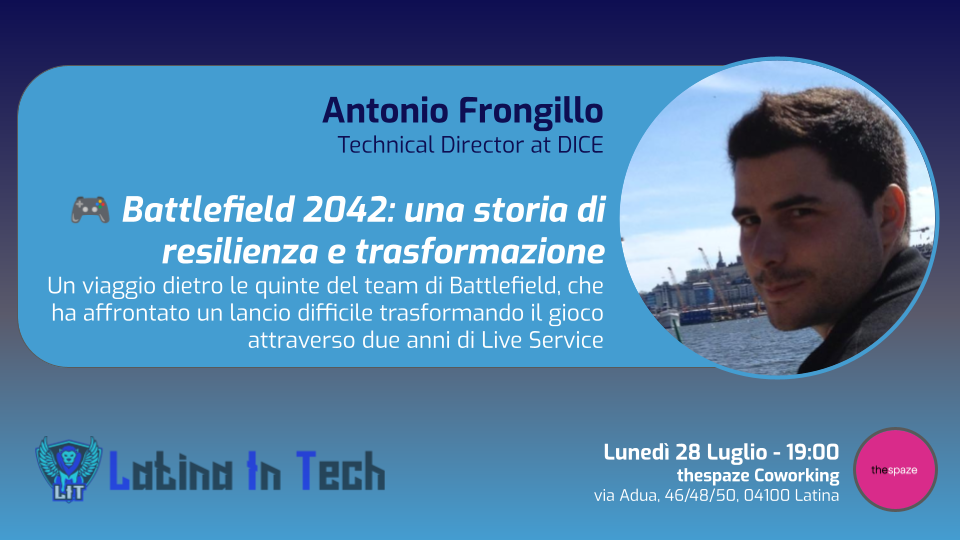 Antonio Frongillo
Technical Director at DICE
🎮 Battlefield 2042: una storia di
resilienza e trasformazione
Un viaggio dietro le quinte del team di Battlefield, che
ha affrontato un lancio difficile trasformando il gioco
attraverso due anni di Live Service
LIT
Latina In Tech
Lunedì 28 Luglio - 19:00
thespaze Coworking
via Adua, 46/48/50, 04100 Latina
thespaze